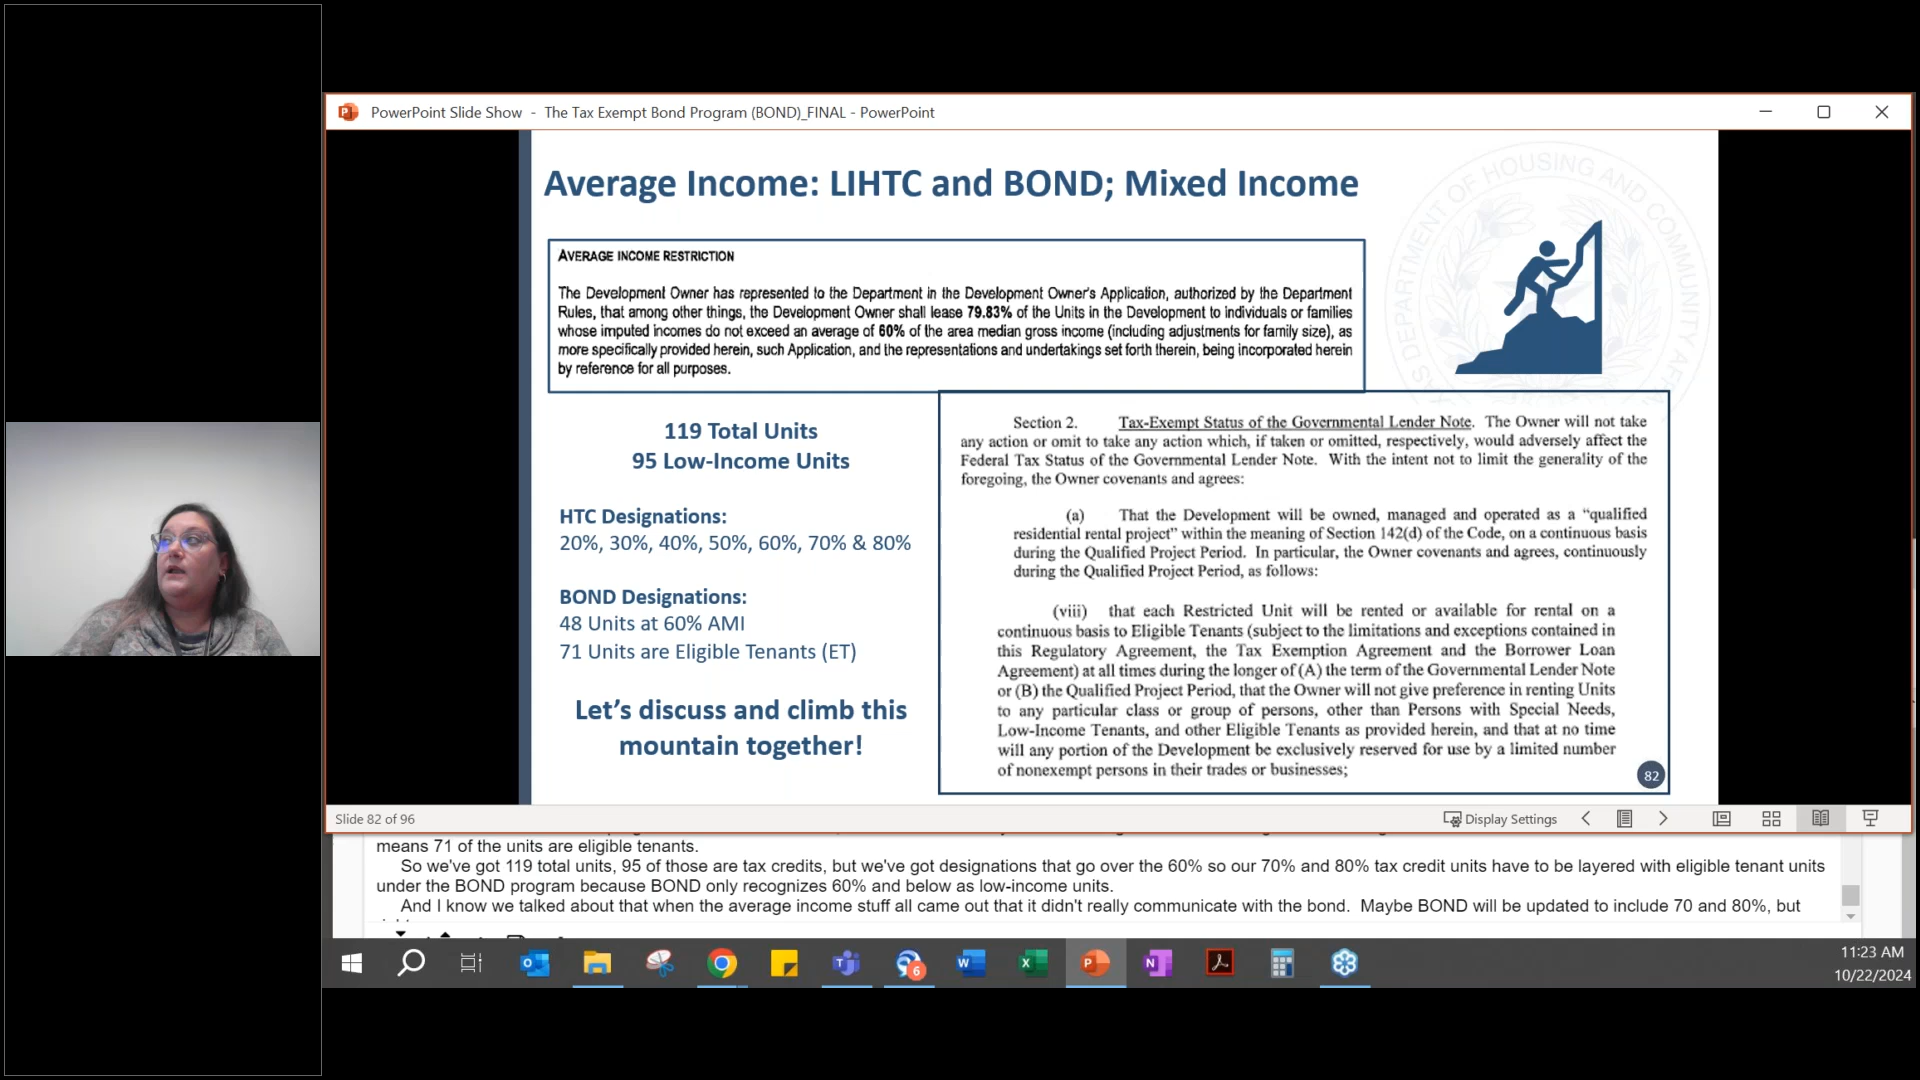 PowerPoint Slide Show - The Tax Exempt Bond Program (BOND)_FINAL - PowerPoint
Average Income: LIHTC and BOND; Mixed Income
DEPARTMENT OF HOUSING AND COMMUNITY
AVERAGE INCOME RESTRICTION
The Development Owner has represented to the Department in the Development Owner's Application, authorized by the Department
Rules, that among other things, the Development Owner shall lease 79.83% of the Units in the Development to individuals or families
whose imputed incomes do not exceed an average of 60% of the area median gross income (including adjustments for family size), as
more specifically provided herein, such Application, and the representations and undertakings set forth therein, being incorporated herein
by reference for all purposes.
119 Total Units
95 Low-Income Units
HTC Designations:
20%, 30%, 40%, 50%, 60%, 70% & 80%
BOND Designations:
48 Units at 60% AMI
71 Units are Eligible Tenants (ET)
Let's discuss and climb this
mountain together!
Section 2. Tax-Exempt Status of the Governmental Lender Note. The Owner will not take
any action or omit to take any action which, if taken or omitted, respectively, would adversely affect the
Federal Tax Status of the Governmental Lender Note. With the intent not to limit the generality of the
foregoing, the Owner covenants and agrees:
(a) That the Development will be owned, managed and operated as a "qualified
residential rental project" within the meaning of Section 142(d) of the Code, on a continuous basis
during the Qualified Project Period. In particular, the Owner covenants and agrees, continuously
during the Qualified Project Period, as follows:
(viii) that each Restricted Unit will be rented or available for rental on a
continuous basis to Eligible Tenants (subject to the limitations and exceptions contained in
this Regulatory Agreement, the Tax Exemption Agreement and the Borrower Loan
Agreement) at all times during the longer of (A) the term of the Governmental Lender Note
or (B) the Qualified Project Period, that the Owner will not give preference in renting Units
to any particular class or group of persons, other than Persons with Special Needs,
Low-Income Tenants, and other Eligible Tenants as provided herein, and that at no time
will any portion of the Development be exclusively reserved for use by a limited number
of nonexempt persons in their trades or businesses;
82
Slide 82 of 96
Display Settings
means 71 of the units are eligible tenants.
So we've got 119 total units, 95 of those are tax credits, but we've got designations that go over the 60% so our 70% and 80% tax credit units have to be layered with eligible tenant units
under the BOND program because BOND only recognizes 60% and below as low-income units.
And I know we talked about that when the average income stuff all came out that it didn't really communicate with the bond. Maybe BOND will be updated to include 70 and 80%, but
6
11:23 AM
10/22/2024